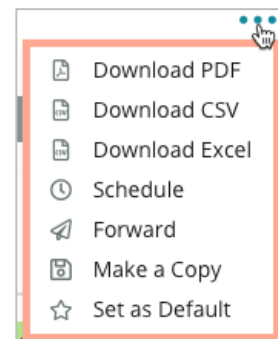 Download PDF
Download CSV
Download Excel
Schedule
Forward
Make a Copy
Set as Default